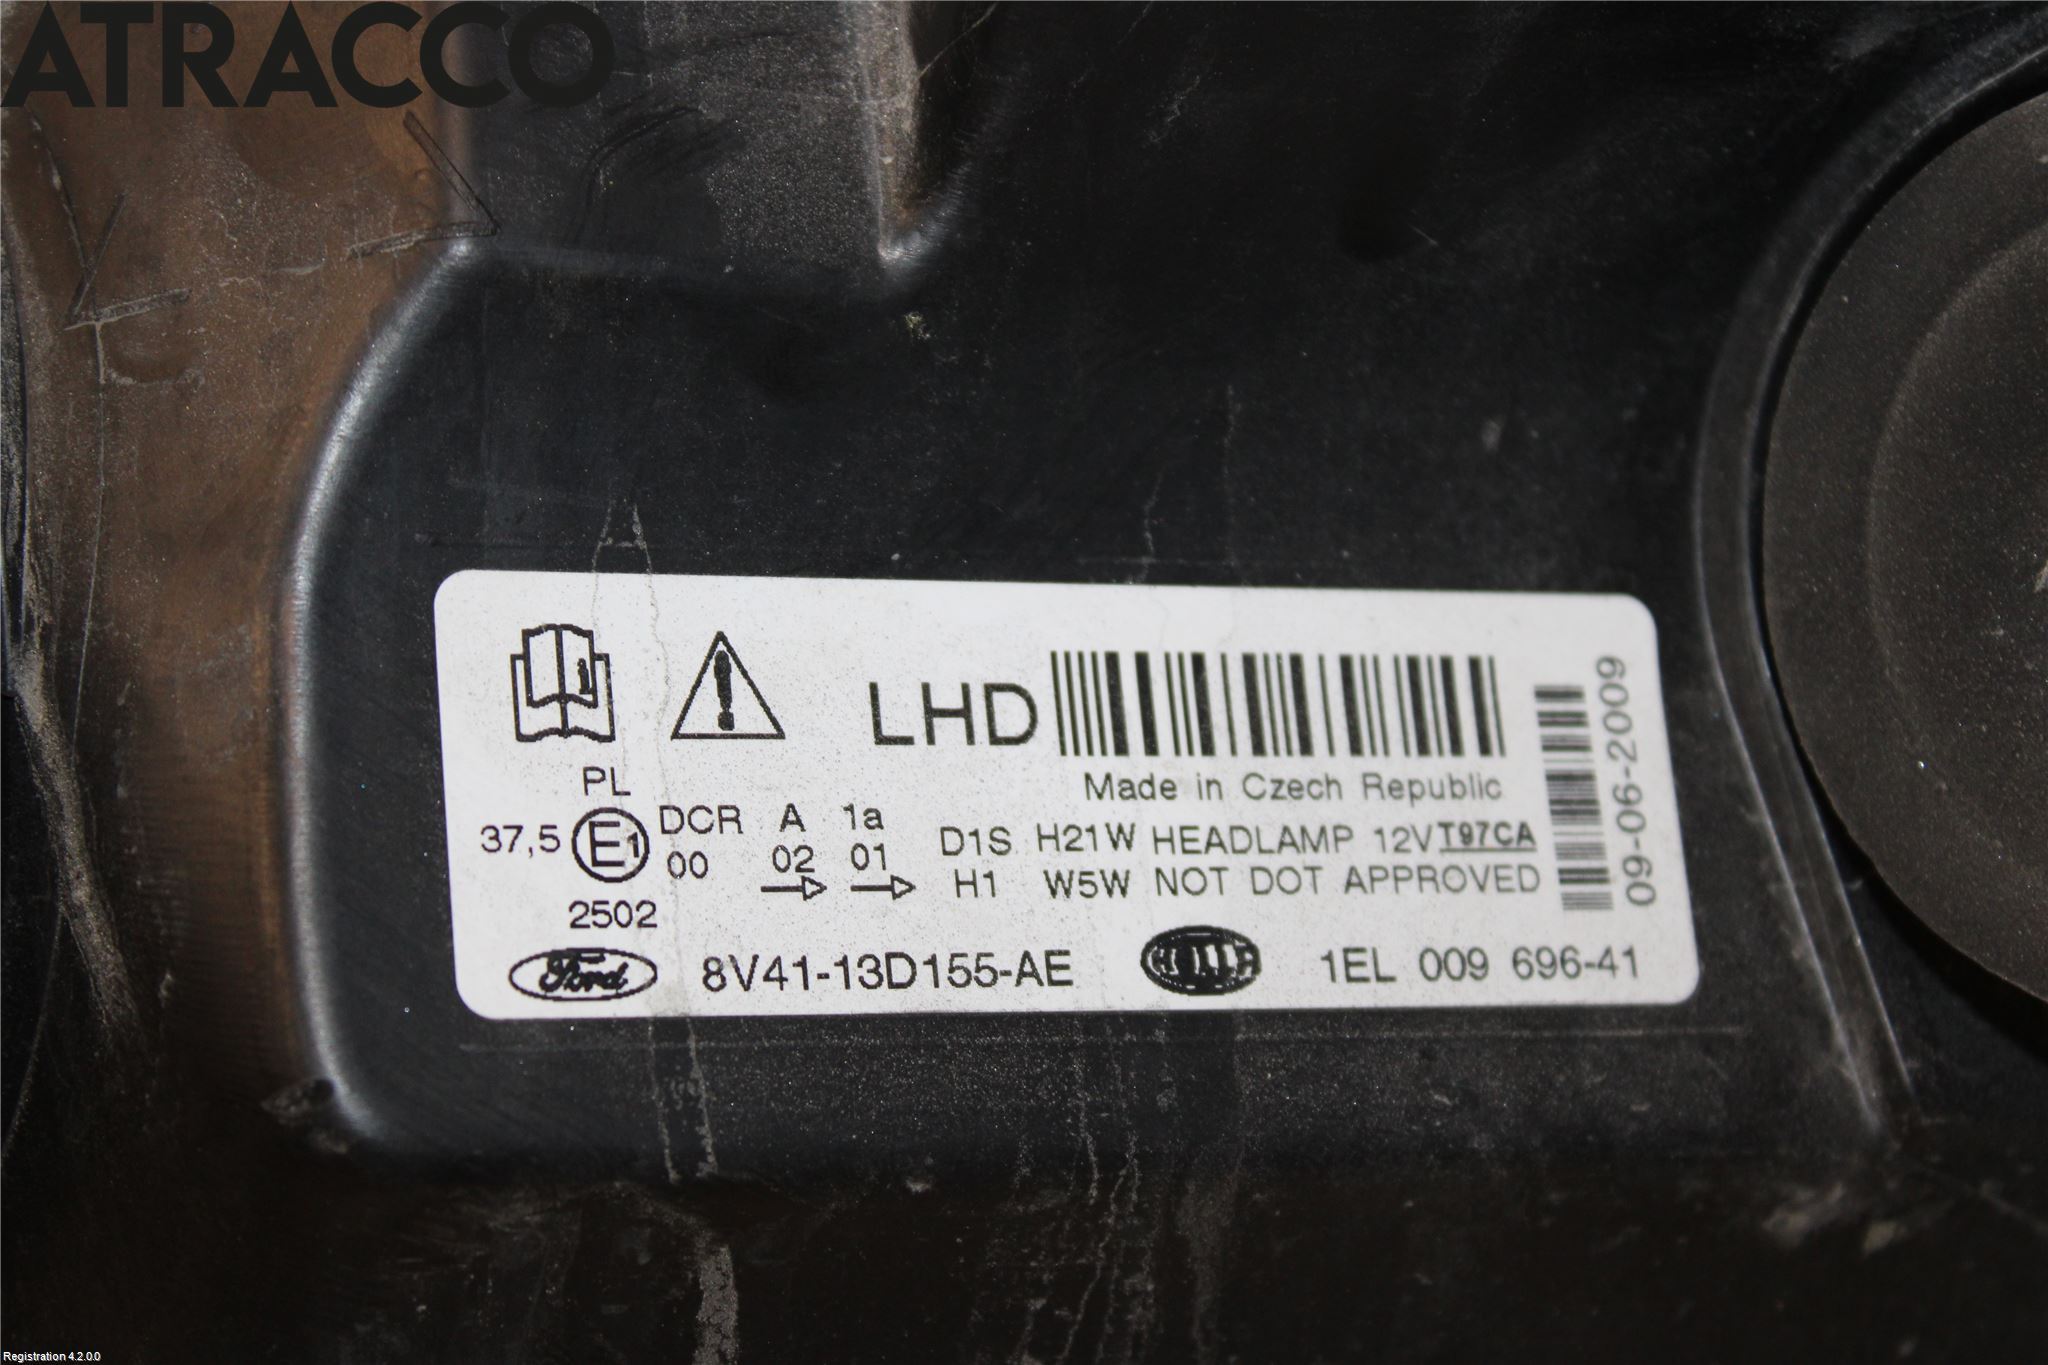 ATRACCO
LHD
Made in Czech Republic
09-06-2009
PL
37,5 E1 DCR A 1a D1S H21W HEADLAMP 12V T97CA
00 02 01 H1 W5W NOT DOT APPROVED
2502
Ford 8V41-13D155-AE HELLA 1EL 009 696-41
Registration 4.2.0.0